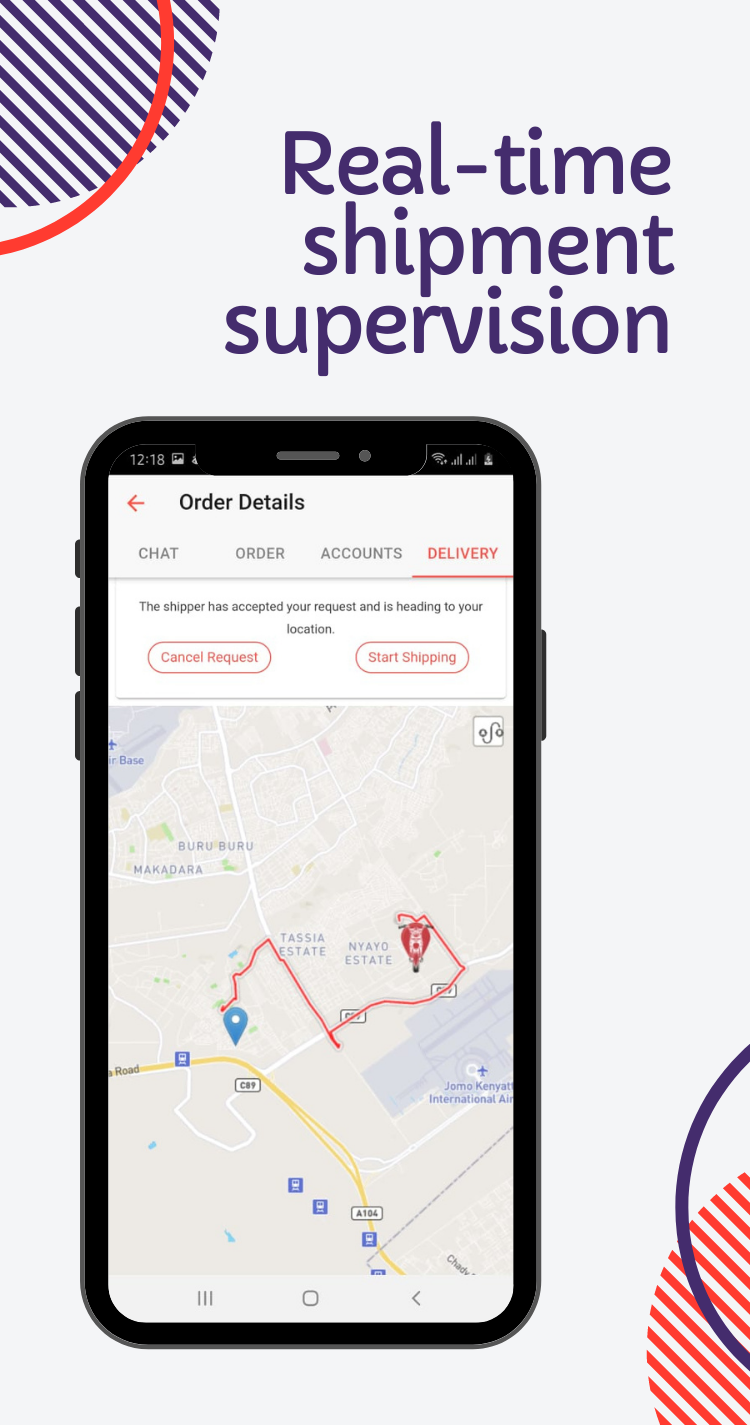 Real-time
shipment
supervision
12:18
Order Details
CHAT ORDER ACCOUNTS DELIVERY
The shipper has accepted your request and is heading to your
location.
Cancel Request Start Shipping
ir Base
BURU BURU
MAKADARA
TASSIA
ESTATE
NYAYO
ESTATE
Road
C89
Jomo Kenyatt
International Air
A104